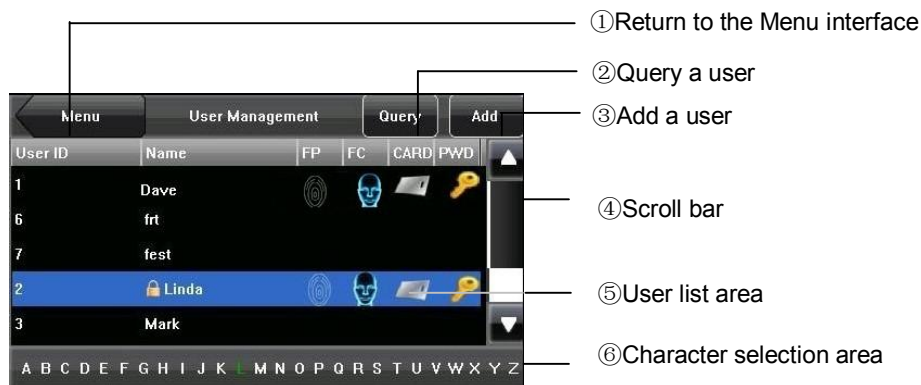 ①Return to the Menu interface
②Query a user
Menu User Management Query Add
③Add a user
User ID Name FP FC CARD PWD
1 Dave
6 frt
④Scroll bar
7 fest
2 Linda
⑤User list area
3 Mark
⑥Character selection area
A B C D E F G H I J K L M N O P Q R S T U V W X Y Z